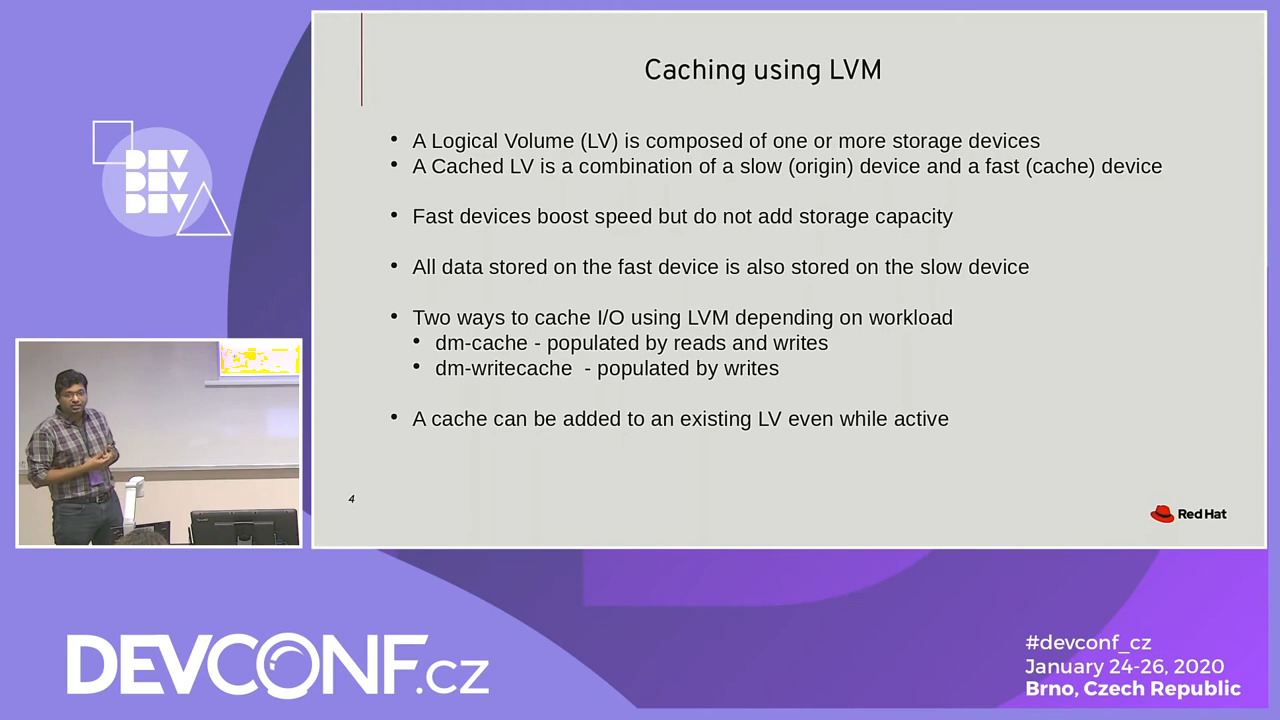 DEV
DEV
DEV
Caching using LVM
• A Logical Volume (LV) is composed of one or more storage devices
• A Cached LV is a combination of a slow (origin) device and a fast (cache) device
• Fast devices boost speed but do not add storage capacity
• All data stored on the fast device is also stored on the slow device
• Two ways to cache I/O using LVM depending on workload
• dm-cache - populated by reads and writes
• dm-writecache - populated by writes
• A cache can be added to an existing LV even while active
4
Red Hat
DEVCONF.cz
#devconf_cz
January 24-26, 2020
Brno, Czech Republic